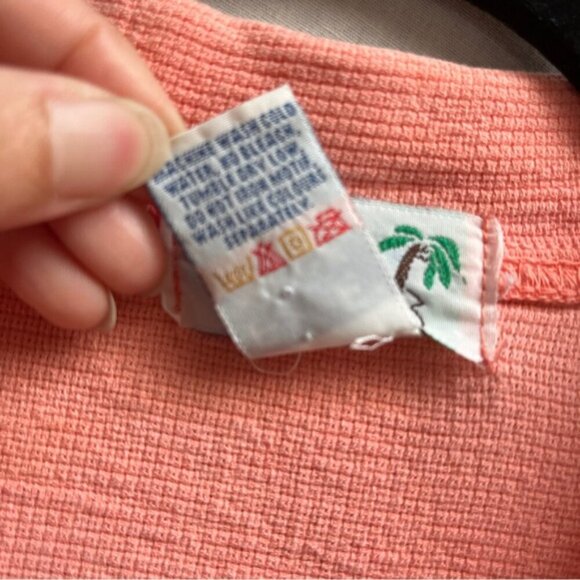 MACHINE WASH COLD
WATER. NO BLEACH.
TUMBLE DRY LOW
DO NOT IRON MOTIF
WASH LIKE COLOURS
SEPARATELY